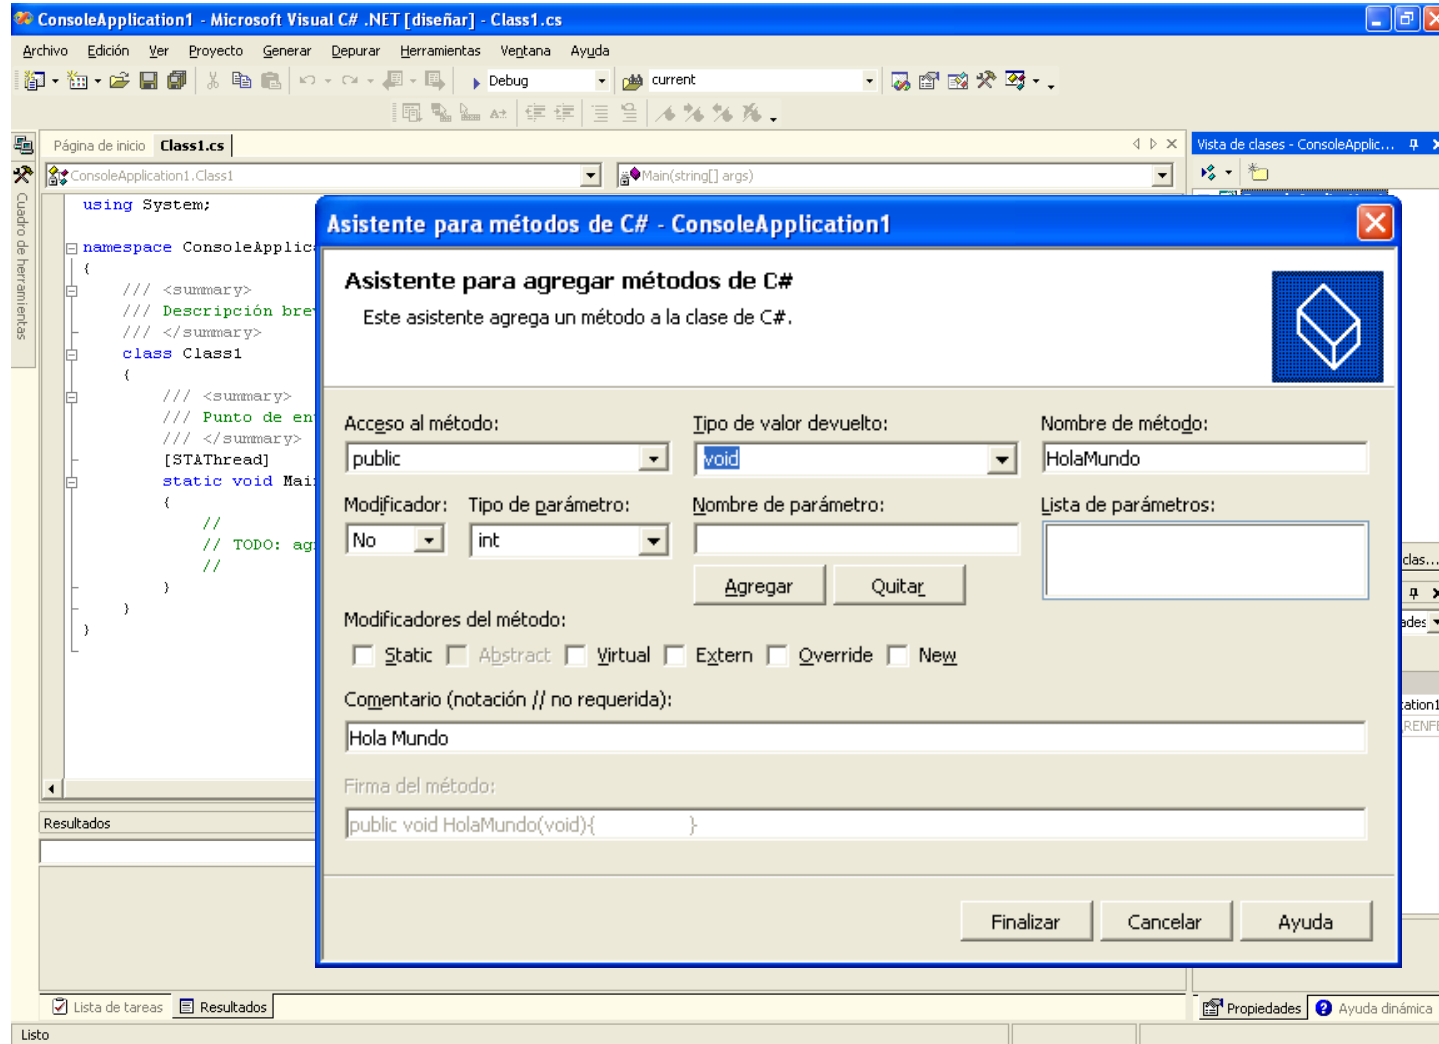 ConsoleApplication1 - Microsoft Visual C# .NET [diseñar] - Class1.cs
Archivo Edición Ver Proyecto Generar Depurar Herramientas Ventana Ayuda
Debug current
Página de inicio Class1.cs
Vista de clases - ConsoleApplic...
ConsoleApplication1.Class1 Main(string[] args)
Cuadro de herramientas
using System;
namespace ConsoleApplic
{
/// <summary>
/// Descripción brev
/// </summary>
class Class1
{
/// <summary>
/// Punto de en
/// </summary>
[STAThread]
static void Mai
{
//
// TODO: ag
//
}
}
}
Asistente para métodos de C# - ConsoleApplication1
Asistente para agregar métodos de C#
Este asistente agrega un método a la clase de C#.
Acceso al método: Tipo de valor devuelto: Nombre de método:
public void HolaMundo
Modificador: Tipo de parámetro: Nombre de parámetro: Lista de parámetros:
No int
Agregar Quitar
Modificadores del método:
Static Abstract Virtual Extern Override New
Comentario (notación // no requerida):
Hola Mundo
Firma del método:
public void HolaMundo(void){ }
Finalizar Cancelar Ayuda
clas...
ades
ation1
RENFE
Resultados
Lista de tareas Resultados
Propiedades Ayuda dinámica
Listo